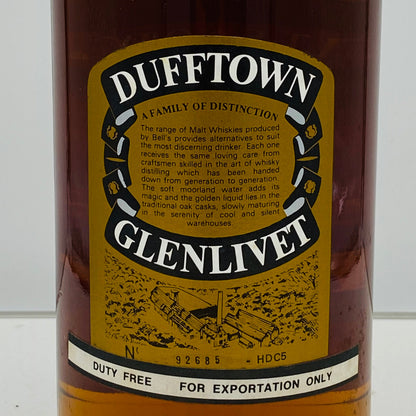 DUFFTOWN
A FAMILY OF DISTINCTION
The range of Malt Whiskies produced
by Bell's provides alternatives to suit
the most discerning drinker. Each one
receives the same loving care from
craftsmen skilled in the art of whisky
distilling which has been handed
down from generation to generation.
The soft moorland water adds its
magic and the golden liquid lies in the
traditional oak casks, slowly maturing
in the serenity of cool and silent
warehouses.
GLENLIVET
Nº 92685 - HDC5
DUTY FREE FOR EXPORTATION ONLY